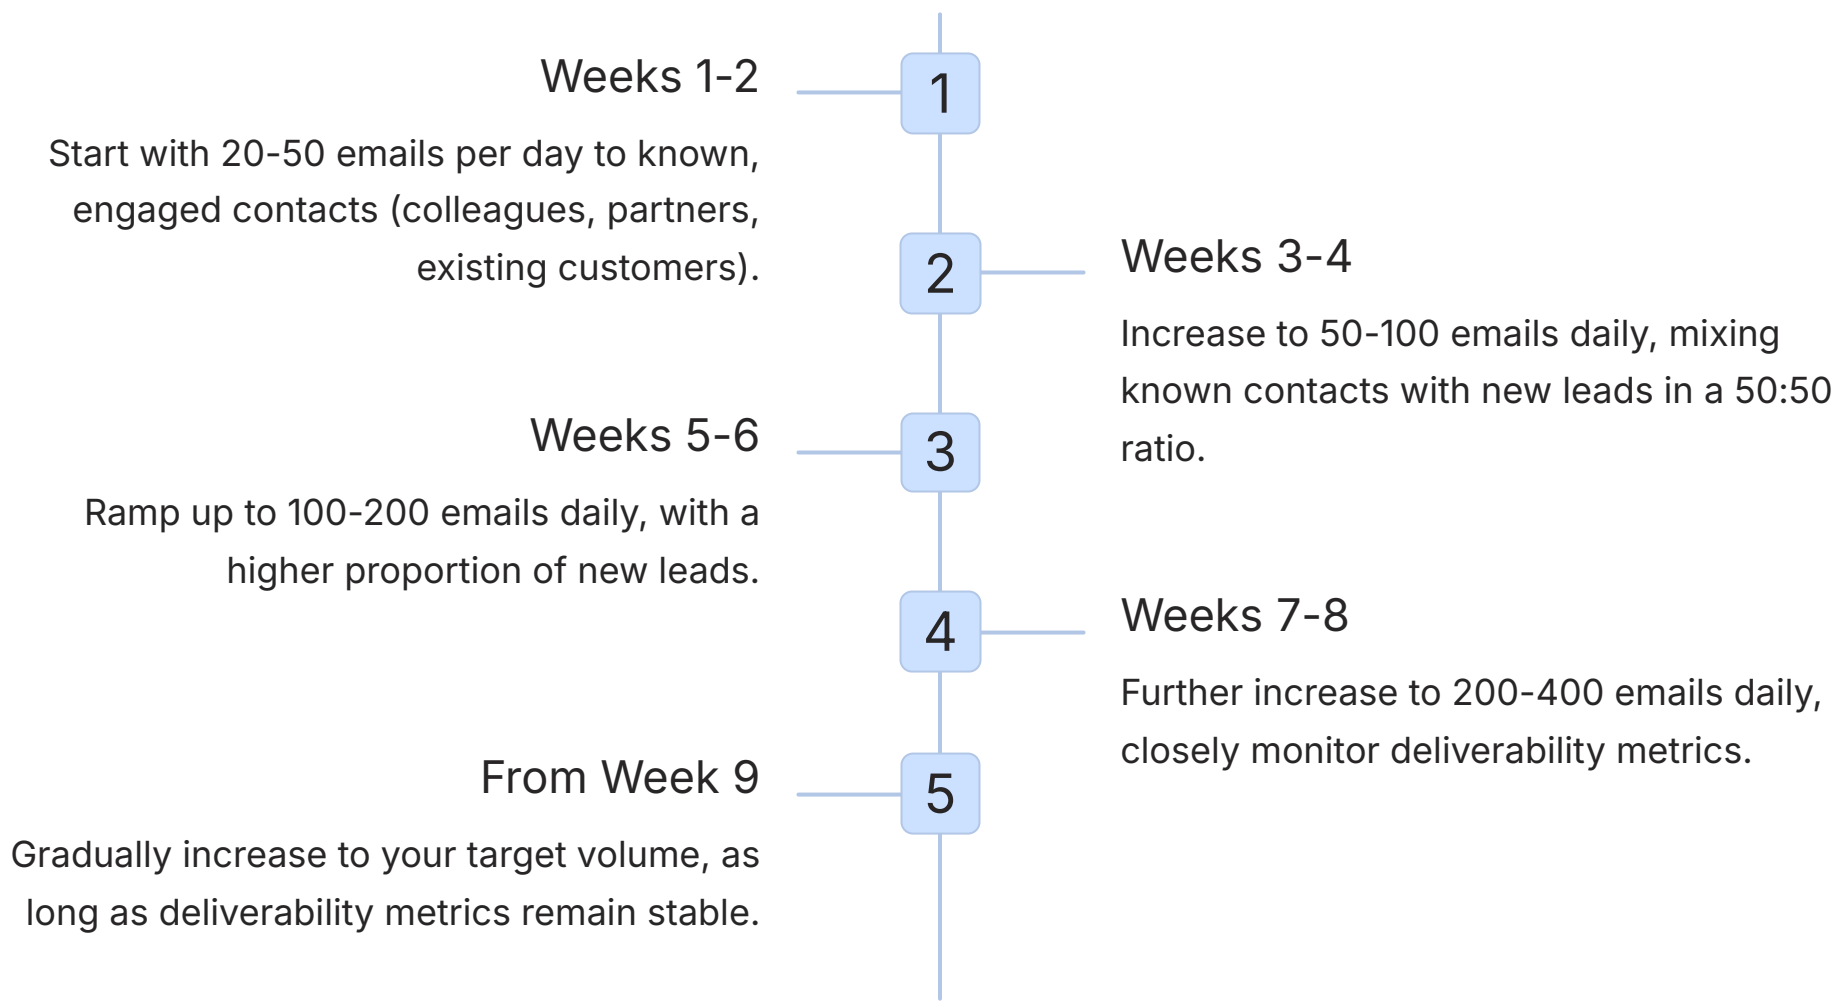 1
Weeks 1-2
Start with 20-50 emails per day to known,
engaged contacts (colleagues, partners,
existing customers).
2
Weeks 3-4
Increase to 50-100 emails daily, mixing
known contacts with new leads in a 50:50
ratio.
3
Weeks 5-6
Ramp up to 100-200 emails daily, with a
higher proportion of new leads.
4
Weeks 7-8
Further increase to 200-400 emails daily,
closely monitor deliverability metrics.
5
From Week 9
Gradually increase to your target volume, as
long as deliverability metrics remain stable.